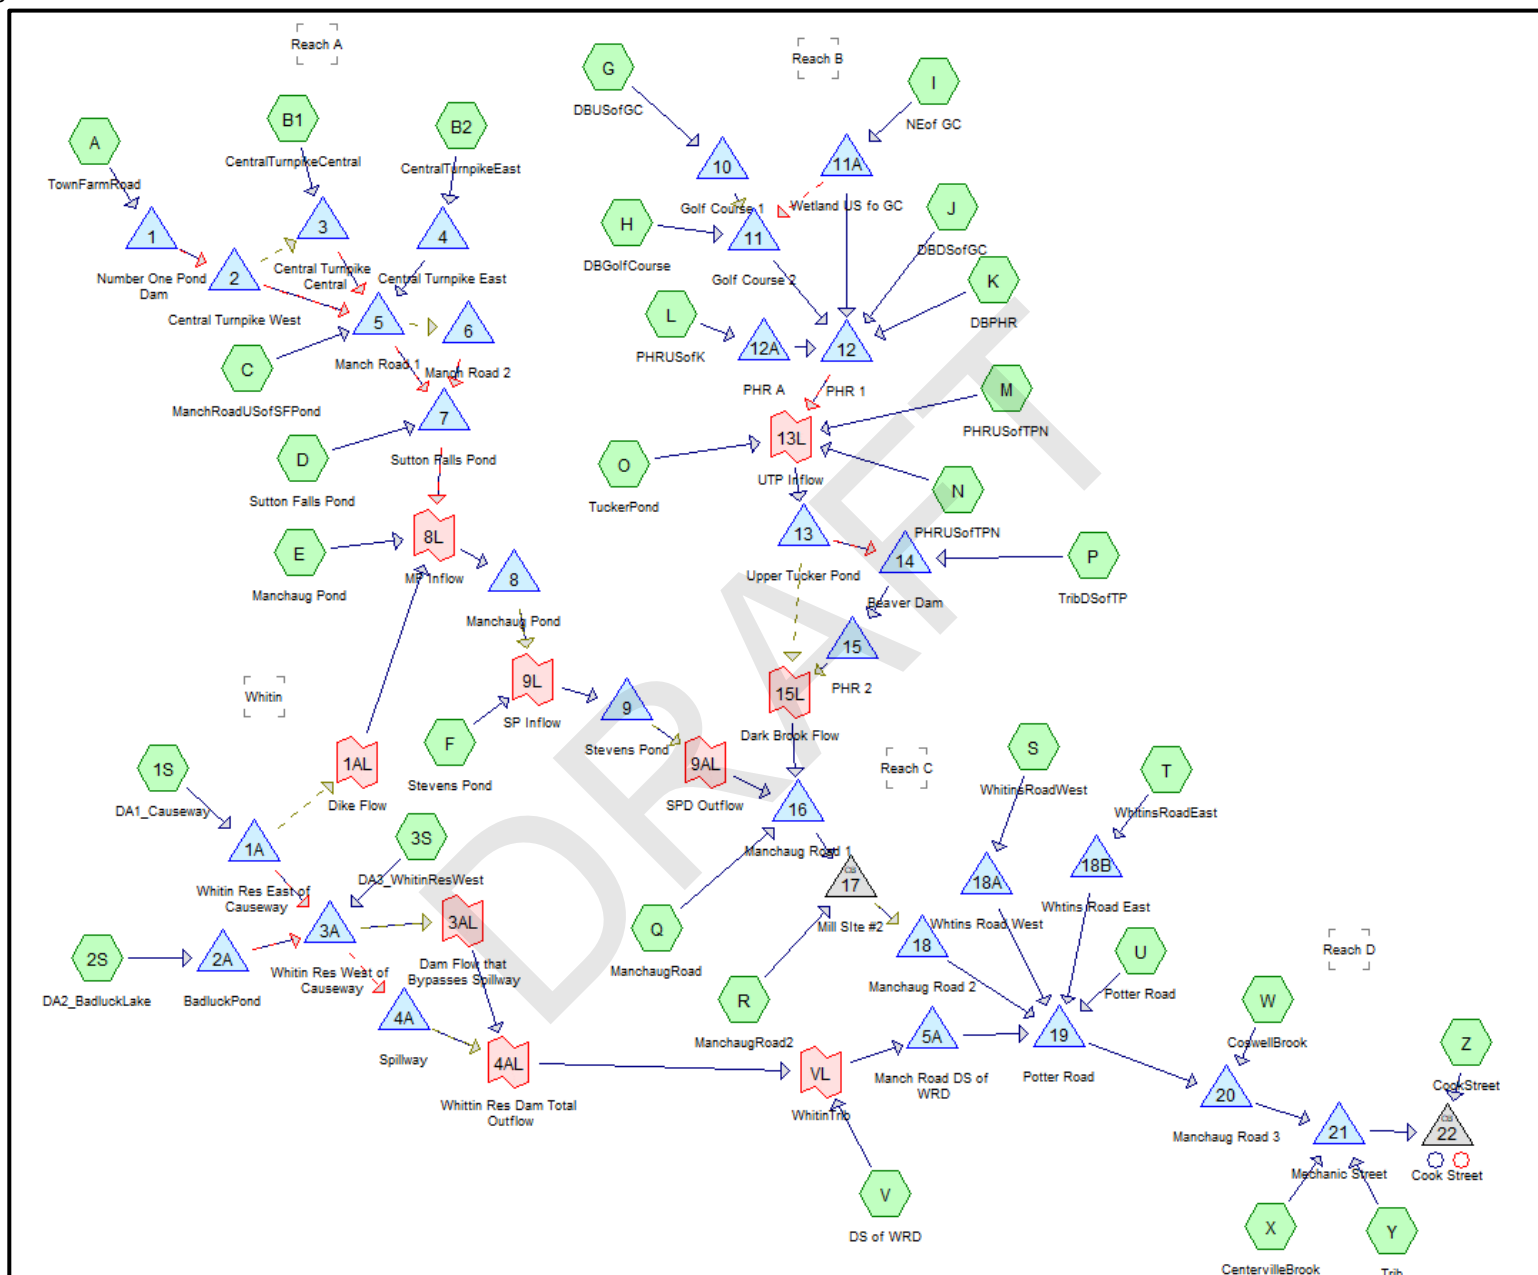 Reach A
Reach B
G
DBUSofGC
I
NEof GC
A
TownFarmRoad
B1
CentralTurnpikeCentral
B2
CentralTurnpikeEast
10
Golf Course 1
11A
Wetland US fo GC
1
Number One Pond
Dam
2
Central Turnpike West
3
Central Turnpike
Central
4
Central Turnpike East
H
DBGolfCourse
11
Golf Course 2
J
DBDSofGC
K
DBPHR
C
ManchRoadUSofSFPond
5
Manch Road 1
6
Manch Road 2
L
PHRUSofK
12A
PHR A
12
PHR 1
M
PHRUSofTPN
D
Sutton Falls Pond
7
Sutton Falls Pond
O
TuckerPond
13L
UTP Inflow
N
PHRUSofTPN
E
Manchaug Pond
8L
MP Inflow
8
Manchaug Pond
13
Upper Tucker Pond
14
Beaver Dam
P
TribDSofTP
Whitin
9L
SP Inflow
9
Stevens Pond
15
PHR 2
15L
Dark Brook Flow
F
Stevens Pond
9AL
SPD Outflow
1S
DA1_Causeway
1AL
Dike Flow
Reach C
S
WhitinsRoadWest
T
WhitinsRoadEast
1A
Whitin Res East of
Causeway
3S
DA3_WhitinResWest
16
Manchaug Road 1
CB
17
Mill SIte #2
18A
Whtins Road West
18B
Whtins Road East
2S
DA2_BadluckLake
2A
BadluckPond
3A
Whitin Res West of
Causeway
3AL
Dam Flow that
Bypasses Spillway
Q
ManchaugRoad
18
Manchaug Road 2
U
Potter Road
Reach D
R
ManchaugRoad2
4A
Spillway
4AL
Whittin Res Dam Total
Outflow
VL
WhitinTrib
5A
Manch Road DS of
WRD
19
Potter Road
W
CoswellBrook
Z
CookStreet
20
Manchaug Road 3
21
Mechanic Street
CB
22
Cook Street
V
DS of WRD
X
CentervilleBrook
Y
Trib
DRAFT